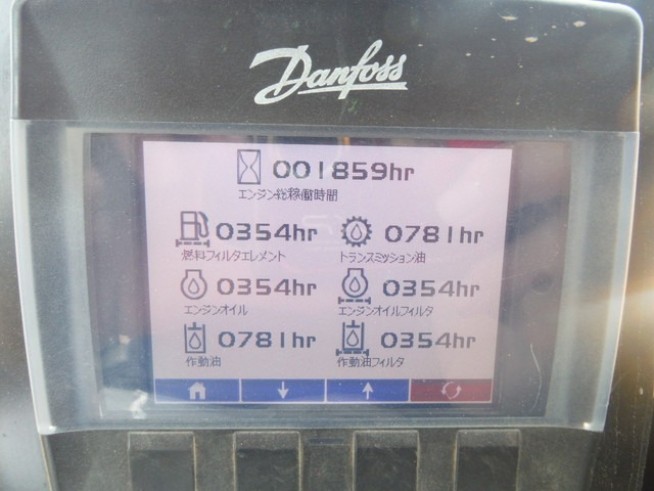 Danfoss
001859hr
エンジン総稼働時間
0354hr 0781hr
燃料フィルタエレメント トランスミッション油
0354hr 0354hr
エンジンオイル エンジンオイルフィルタ
0781hr 0354hr
作動油 作動油フィルタ